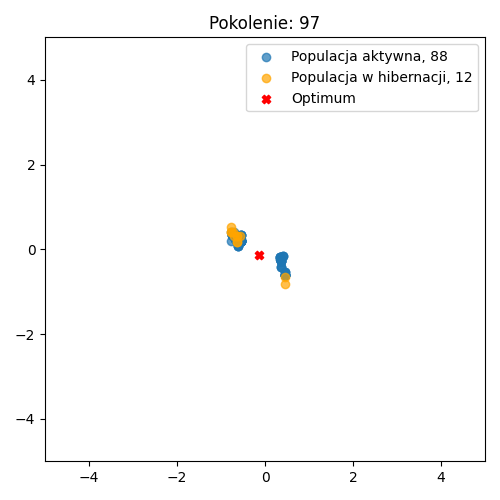 Pokolenie: 97
Populacja aktywna, 88
Populacja w hibernacji, 12
Optimum
4
2
0
−2
−4
−4
−2
0
2
4